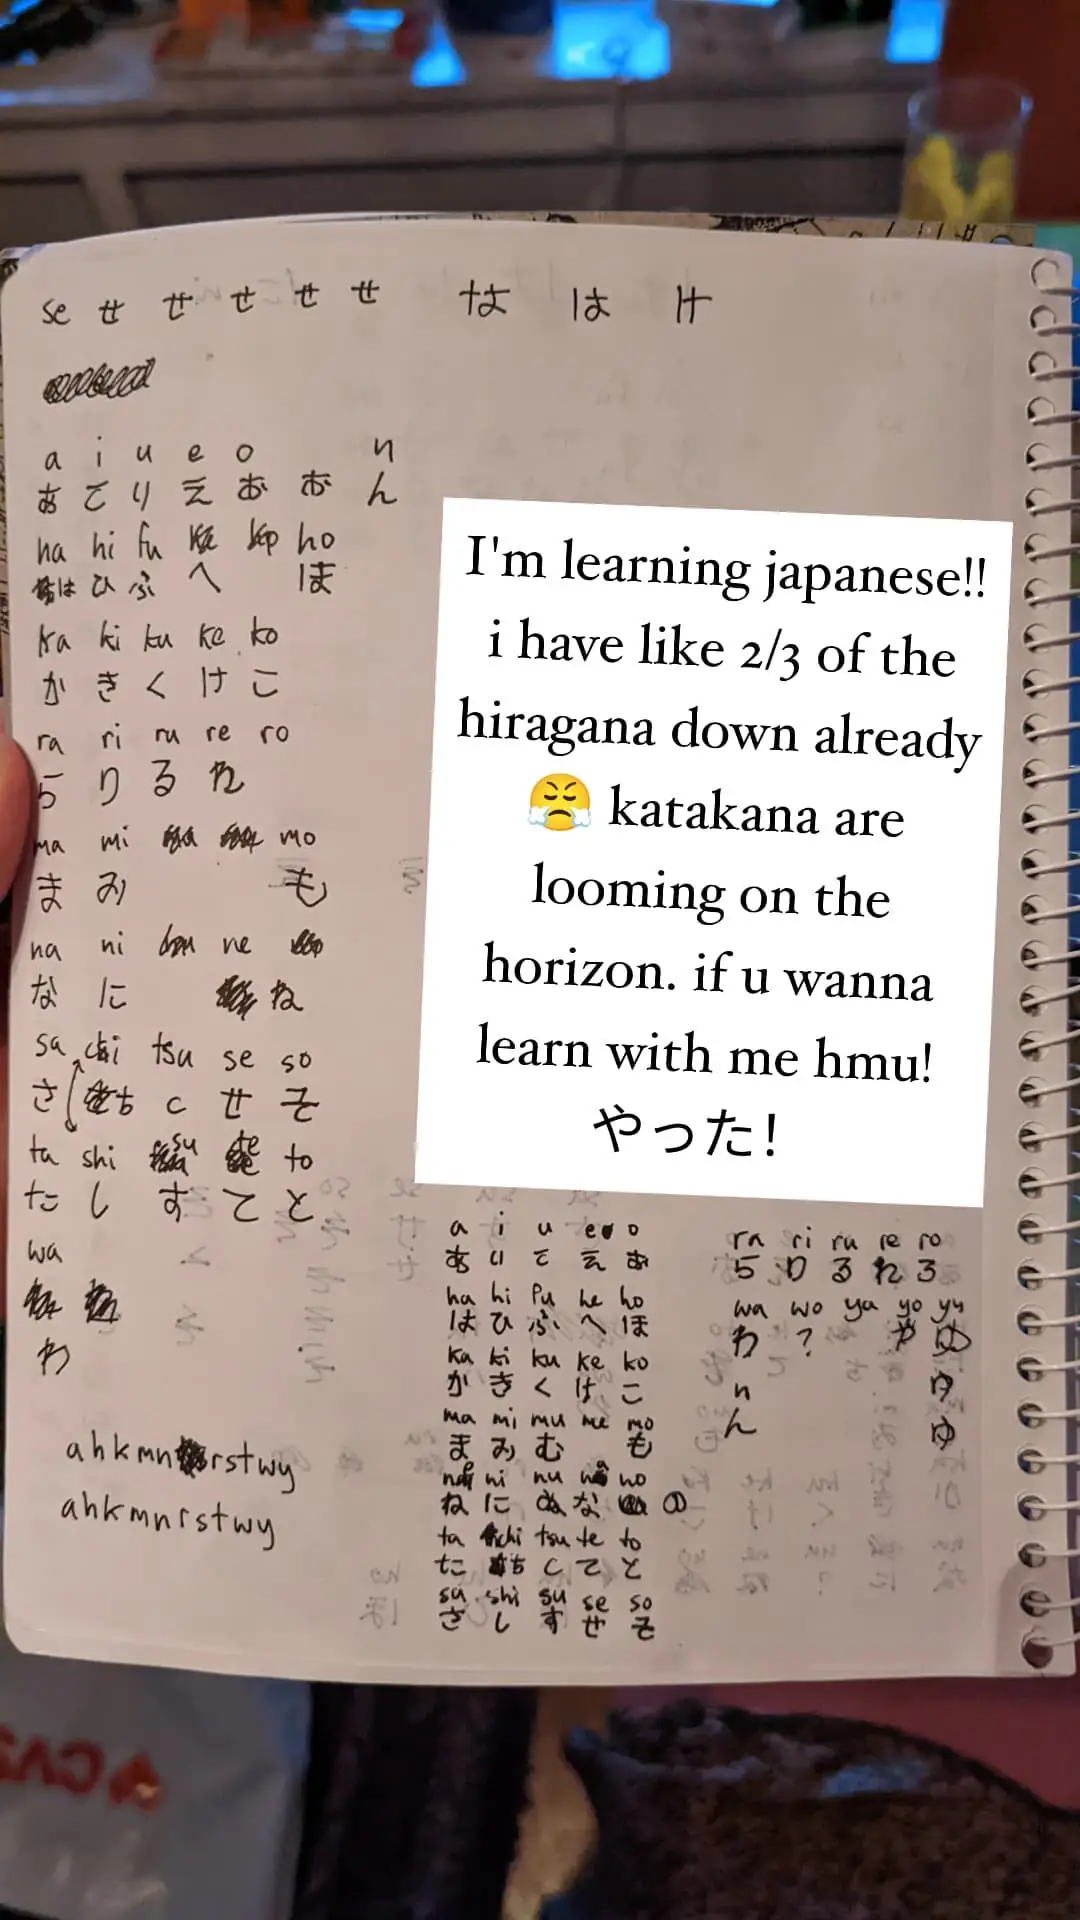 se せ せ せ せ せ な は け
a i u e o n
あ て り え お お ん
ha hi fu ho
は ひ ふ へ ほ
ka ki ku ke ko
か き く け こ
ra ri ru re ro
ら り る れ
ma mi mo
ま み も
na ni ne
な に ね
sa chi tsu se so
さ ち c せ そ
ta shi su te to
た し す て と
wa
わ
ahkmn rstwy
ahkmnrstwy
I'm learning japanese!!
i have like 2/3 of the
hiragana down already
😤 katakana are
looming on the
horizon. if u wanna
learn with me hmu!
やった!
a i u e o
あ い て え あ
ha hi fu he ho
は ひ ふ へ ほ
ka ki ku ke ko
か き く け こ
ma mi mu me mo
ま み む も
ni nu no
ね に ぬ な の
ta chi tsu te to
た ち c て と
sa shi su se so
さ し す せ そ
ra ri ru re ro
ら り る れ ろ
wa wo ya yo yu
わ ? や ゆ
n ゆ
ん ゆ